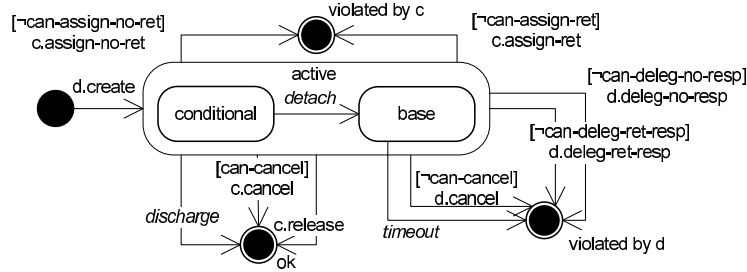 violated by c
[¬can-assign-no-ret]
c.assign-no-ret
[¬can-assign-ret]
c.assign-ret
active
d.create
conditional
detach
base
[¬can-deleg-no-resp]
d.deleg-no-resp
[¬can-deleg-ret-resp]
d.deleg-ret-resp
[can-cancel]
c.cancel
[¬can-cancel]
d.cancel
discharge
c.release
timeout
ok
violated by d